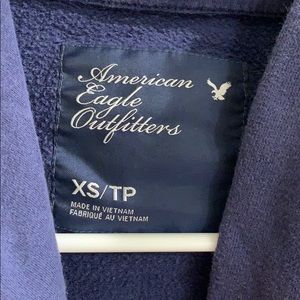 American
Eagle
Outfitters
XS/TP
MADE IN VIETNAM
FABRIQUÉ AU VIETNAM